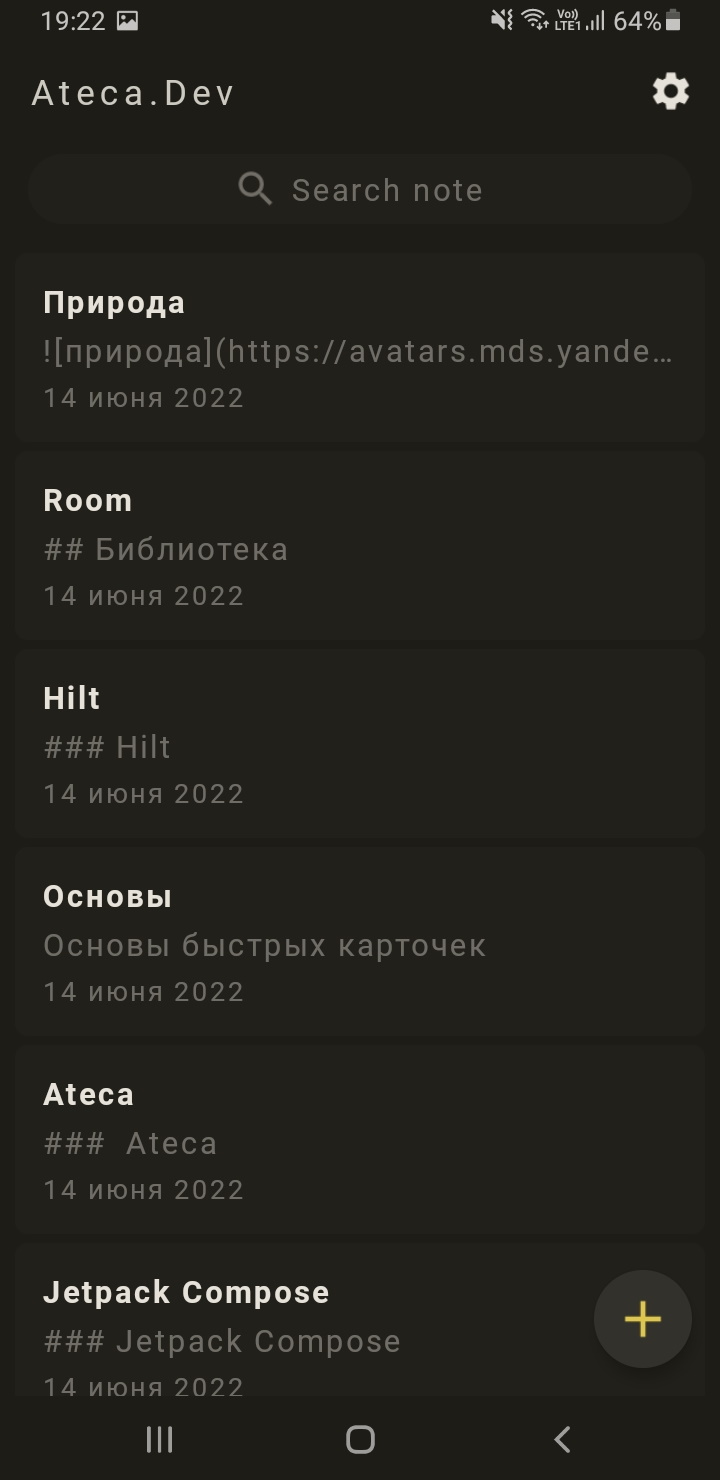 19:22
Vo)) LTE1 64%
Ateca.Dev
Search note
Природа
![природа](https://avatars.mds.yande…
14 июня 2022
Room
## Библиотека
14 июня 2022
Hilt
### Hilt
14 июня 2022
Основы
Основы быстрых карточек
14 июня 2022
Ateca
###  Ateca
14 июня 2022
Jetpack Compose
### Jetpack Compose
14 июня 2022